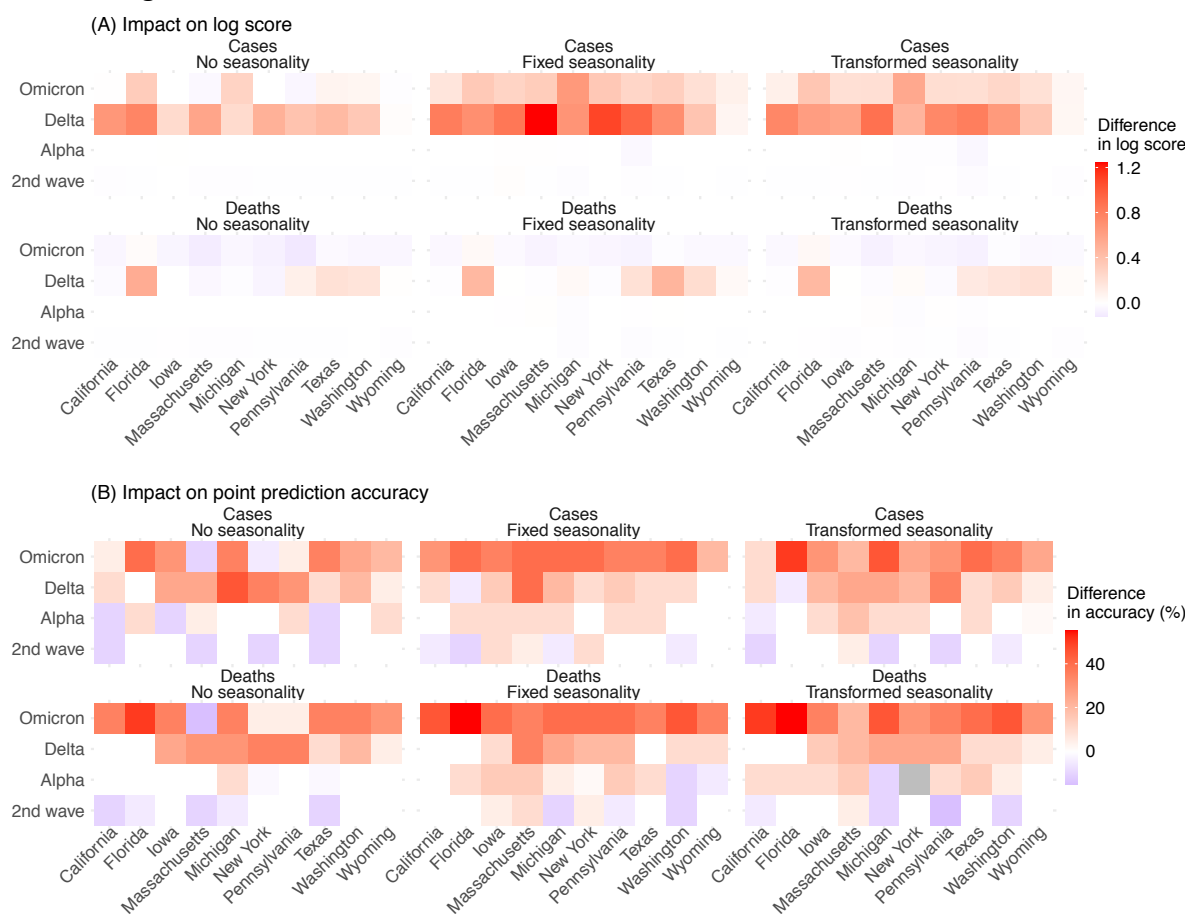 (A) Impact on log score
Cases
No seasonality
Cases
Fixed seasonality
Cases
Transformed seasonality
Omicron
Delta
Alpha
2nd wave
Difference
in log score
1.2
0.8
0.4
0.0
Deaths
No seasonality
Deaths
Fixed seasonality
Deaths
Transformed seasonality
Omicron
Delta
Alpha
2nd wave
California
Florida
Iowa
Massachusetts
Michigan
New York
Pennsylvania
Texas
Washington
Wyoming
California
Florida
Iowa
Massachusetts
Michigan
New York
Pennsylvania
Texas
Washington
Wyoming
California
Florida
Iowa
Massachusetts
Michigan
New York
Pennsylvania
Texas
Washington
Wyoming
(B) Impact on point prediction accuracy
Cases
No seasonality
Cases
Fixed seasonality
Cases
Transformed seasonality
Omicron
Delta
Alpha
2nd wave
Difference
in accuracy (%)
40
20
0
Deaths
No seasonality
Deaths
Fixed seasonality
Deaths
Transformed seasonality
Omicron
Delta
Alpha
2nd wave
California
Florida
Iowa
Massachusetts
Michigan
New York
Pennsylvania
Texas
Washington
Wyoming
California
Florida
Iowa
Massachusetts
Michigan
New York
Pennsylvania
Texas
Washington
Wyoming
California
Florida
Iowa
Massachusetts
Michigan
New York
Pennsylvania
Texas
Washington
Wyoming